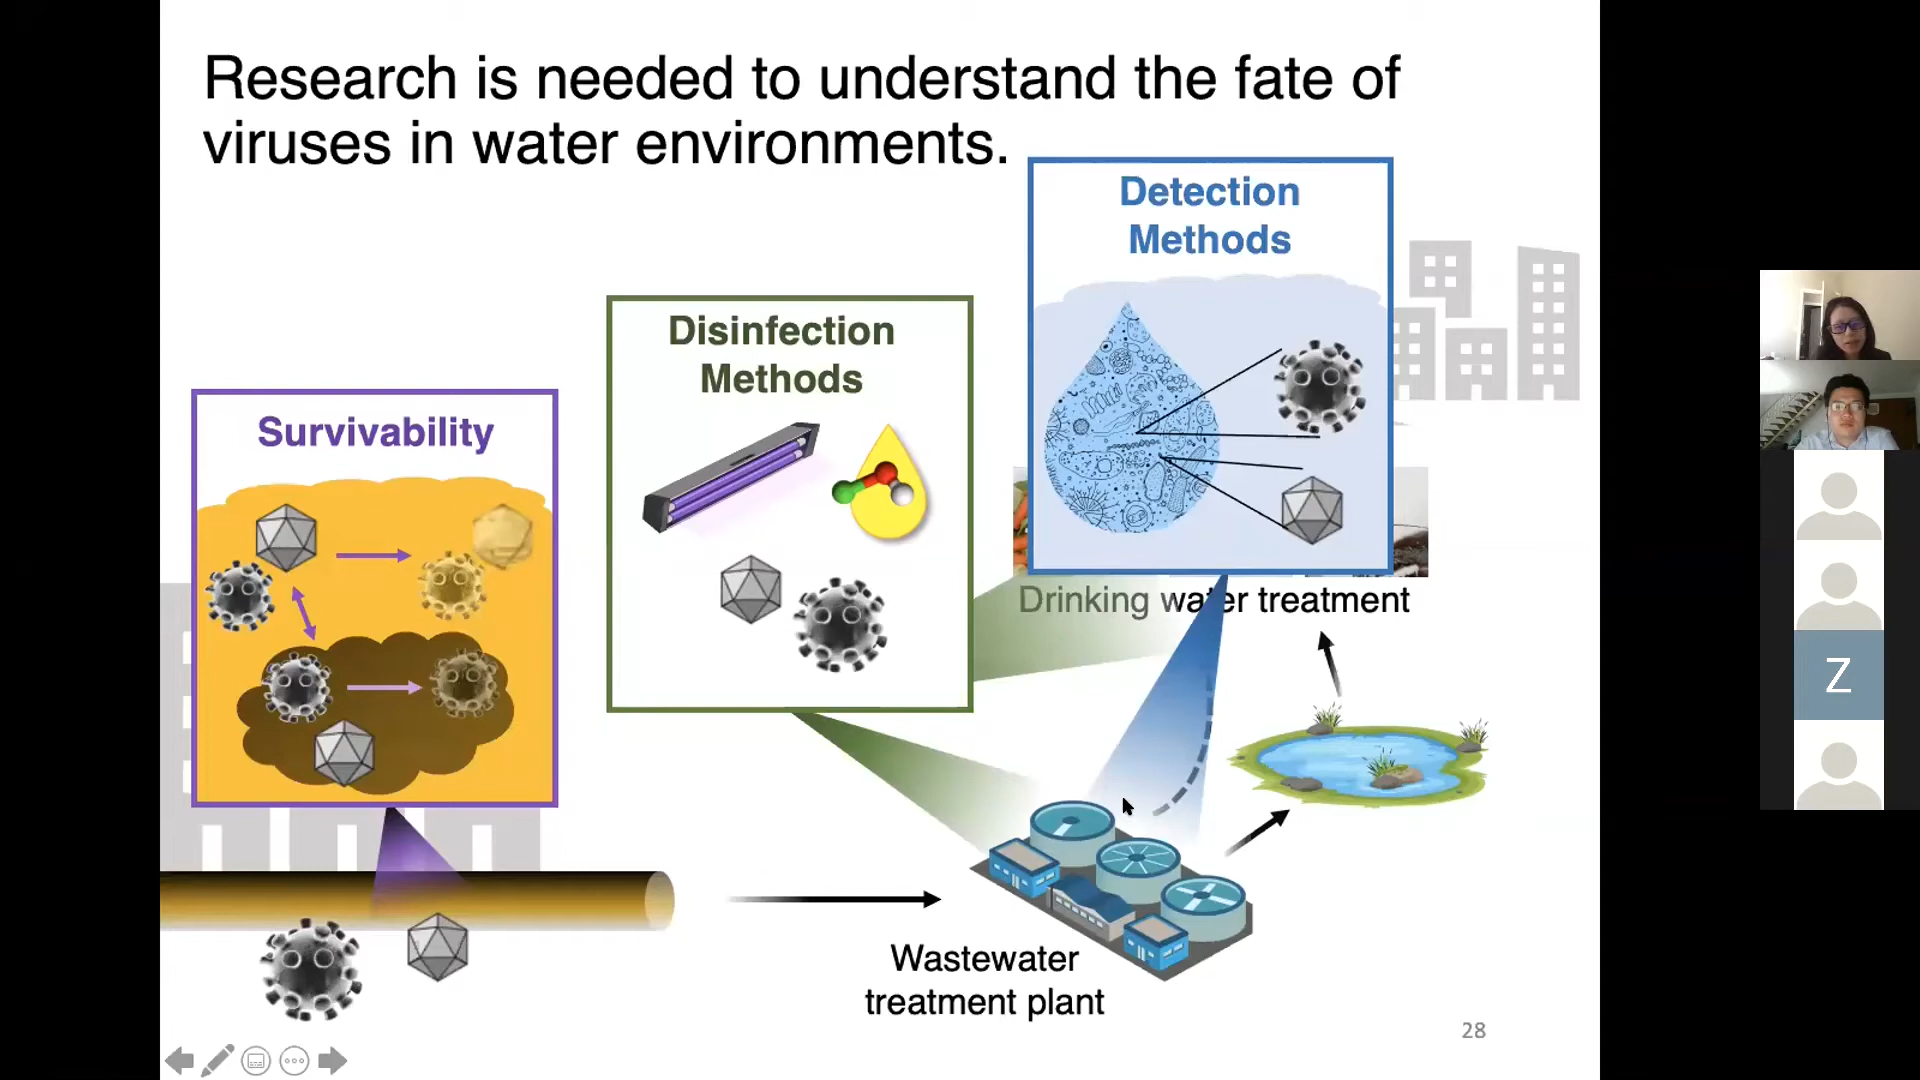 Research is needed to understand the fate of
viruses in water environments.
Detection
Methods
Disinfection
Methods
Survivability
Drinking water treatment
Wastewater
treatment plant
28
Z